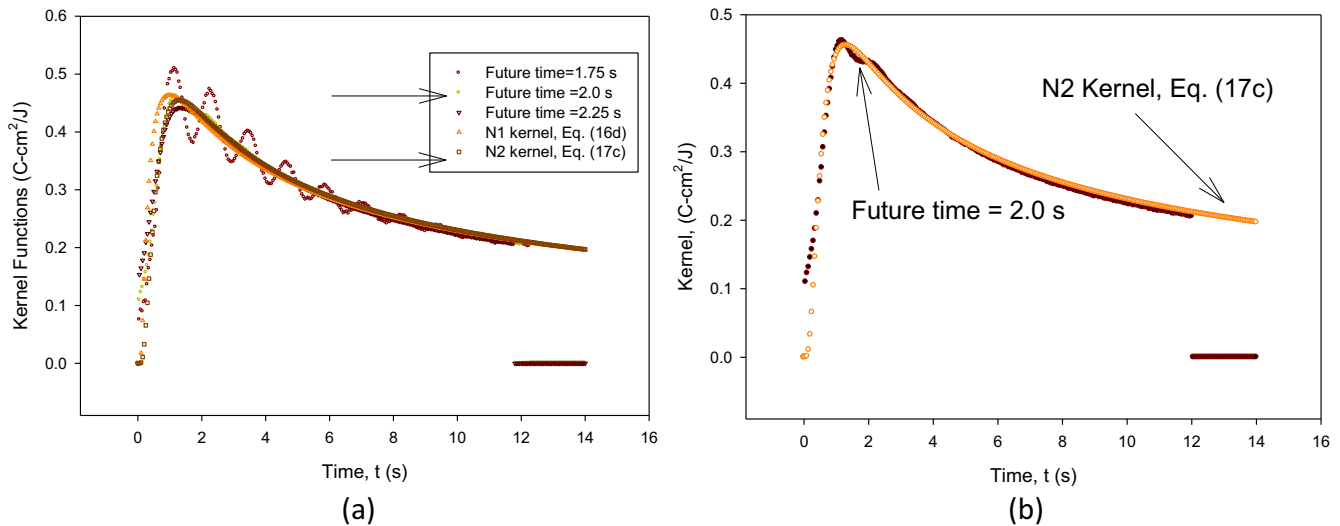 0.6
0.5
0.4
0.3
0.2
0.1
0.0
Kernel Functions (C-cm²/J)
Future time=1.75 s
Future time =2.0 s
Future time =2.25 s
N1 kernel, Eq. (16d)
N2 kernel, Eq. (17c)
0 2 4 6 8 10 12 14 16
Time, t (s)
(a)
0.5
0.4
0.3
0.2
0.1
0.0
Kernel, (C-cm²/J)
N2 Kernel, Eq. (17c)
Future time = 2.0 s
0 2 4 6 8 10 12 14 16
Time, t (s)
(b)